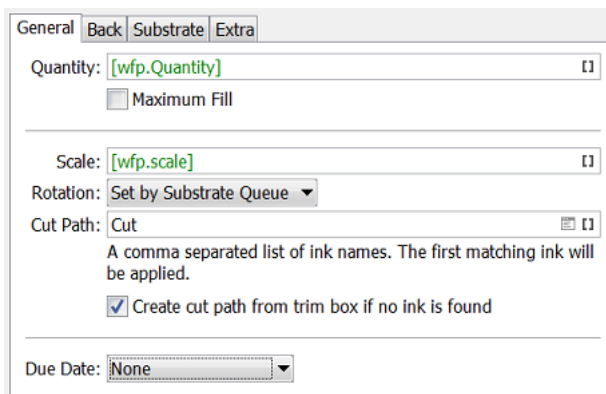 General Back Substrate Extra
Quantity: [wfp.Quantity]
Maximum Fill
Scale: [wfp.scale]
Rotation: Set by Substrate Queue
Cut Path: Cut
A comma separated list of ink names. The first matching ink will
be applied.
Create cut path from trim box if no ink is found
Due Date: None